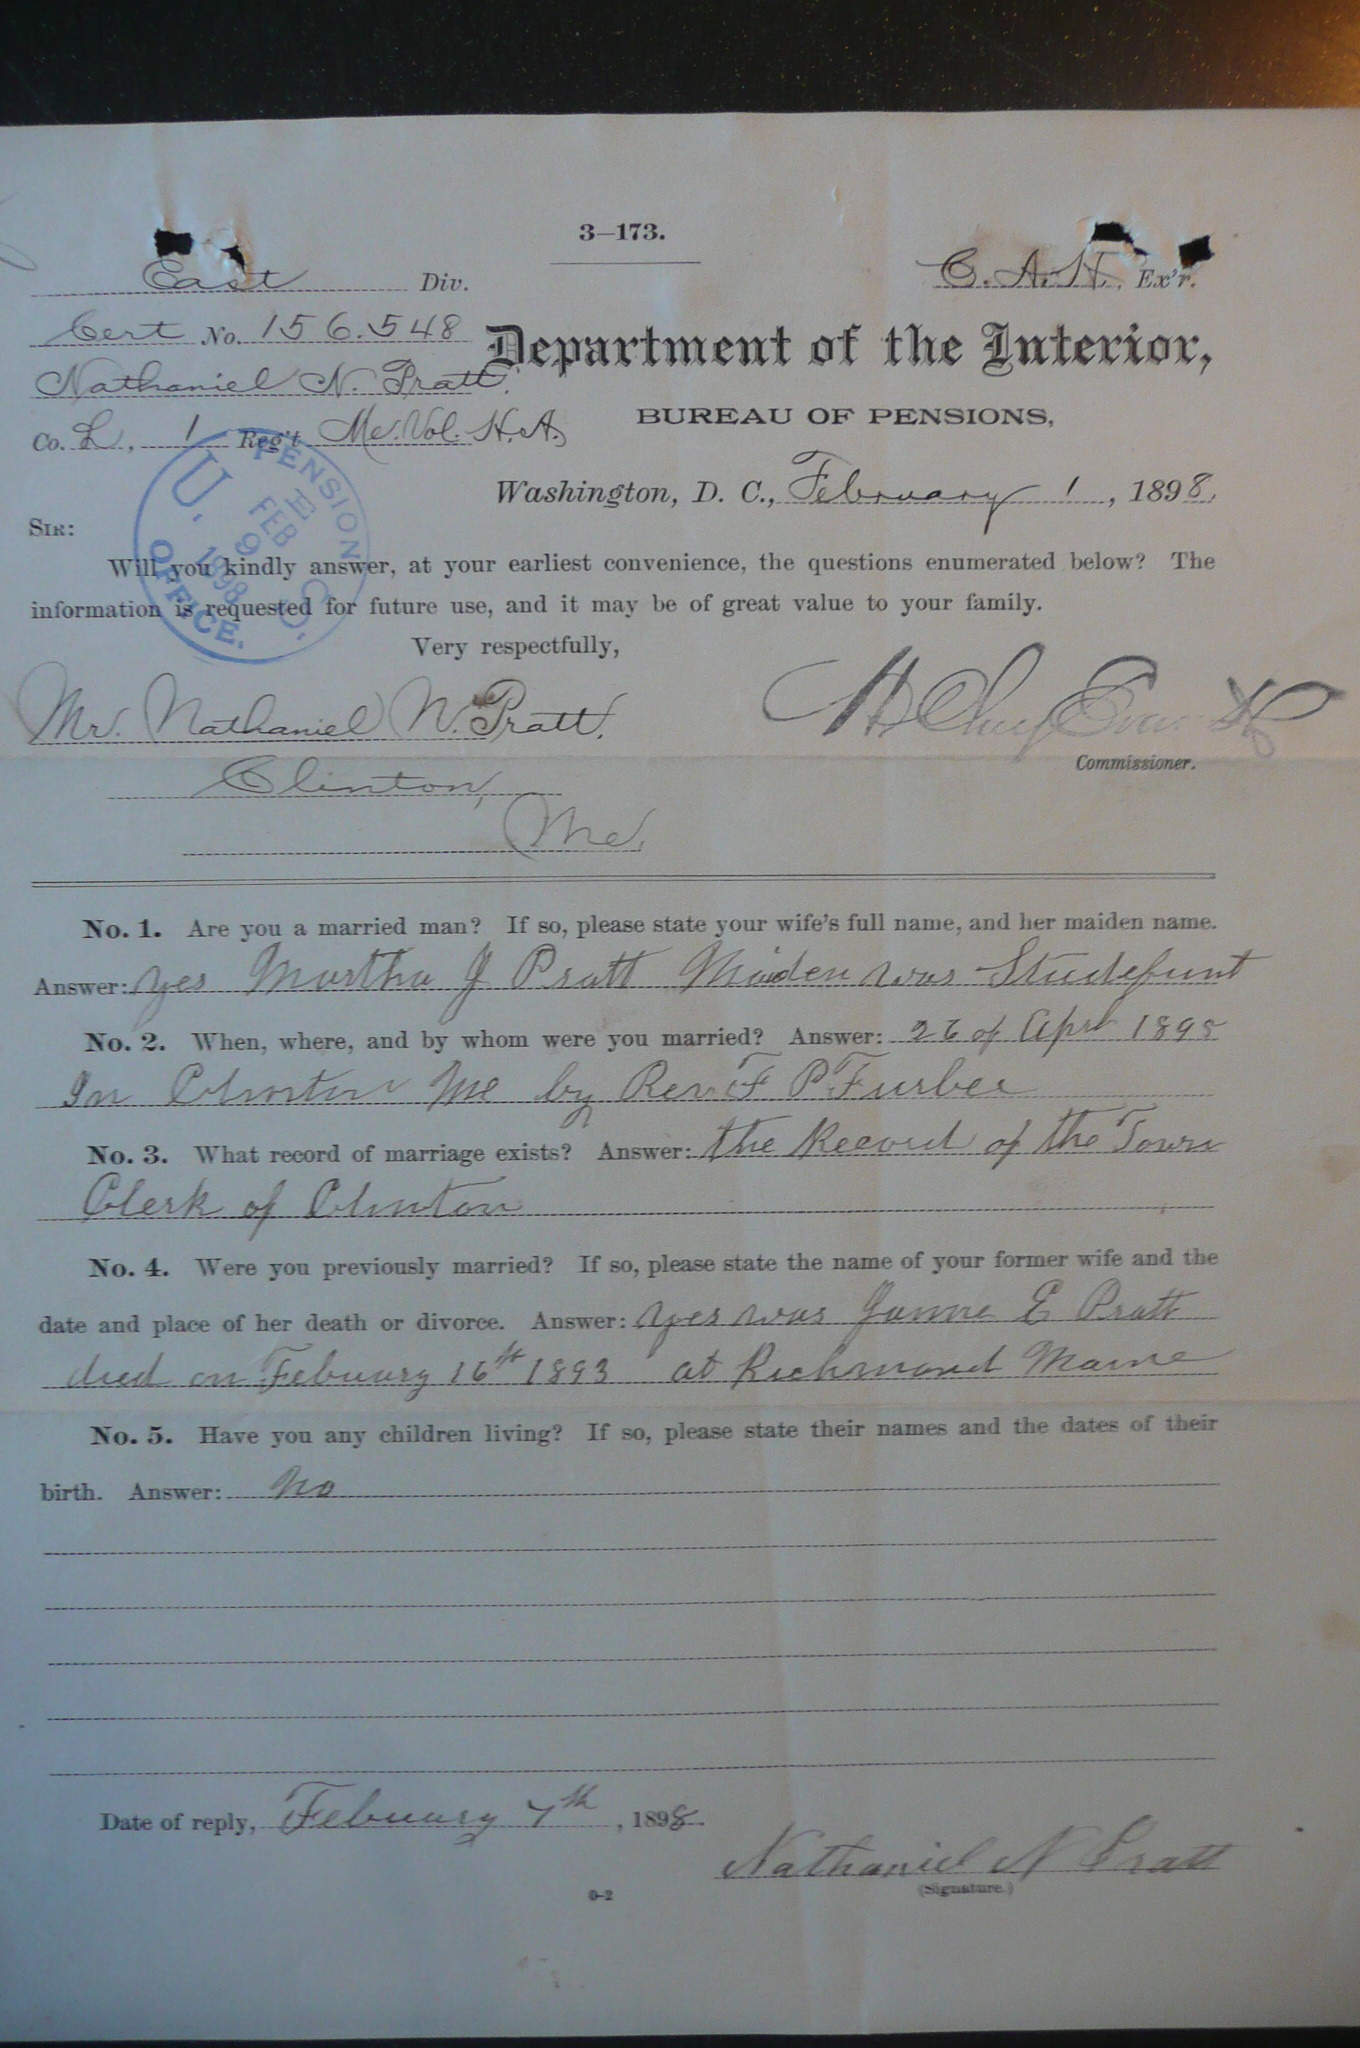 3—173.
East Div.
C. A. H. Ex'r.
Cert No. 156.548
Department of the Interior,
Nathaniel N. Pratt.
BUREAU OF PENSIONS,
Co. L, 1 Reg't Me. Vol. H. A.
Washington, D. C., February 1, 1898.
U. S. PENSION OFFICE.
FEB 9 1898
SIR:
Will you kindly answer, at your earliest convenience, the questions enumerated below? The
information is requested for future use, and it may be of great value to your family.
Very respectfully,
Mr. Nathaniel N. Pratt,
H Clay Evans
Commissioner.
Clinton,
Me.
No. 1. Are you a married man? If so, please state your wife's full name, and her maiden name.
Answer: yes Martha J Pratt Maiden was
No. 2. When, where, and by whom were you married? Answer: 26 of Aprl 1895
In Clinton Me by Rev F P Furber
No. 3. What record of marriage exists? Answer: the Record of the Town
Clerk of Clinton
No. 4. Were you previously married? If so, please state the name of your former wife and the
date and place of her death or divorce. Answer: yes was E Pratt
died on Febuary 16th 1893 at Richmond Maine
No. 5. Have you any children living? If so, please state their names and the dates of their
birth. Answer: No
Date of reply, Febuary 7th, 1898.
Nathaniel N Pratt
(Signature.)
0-2